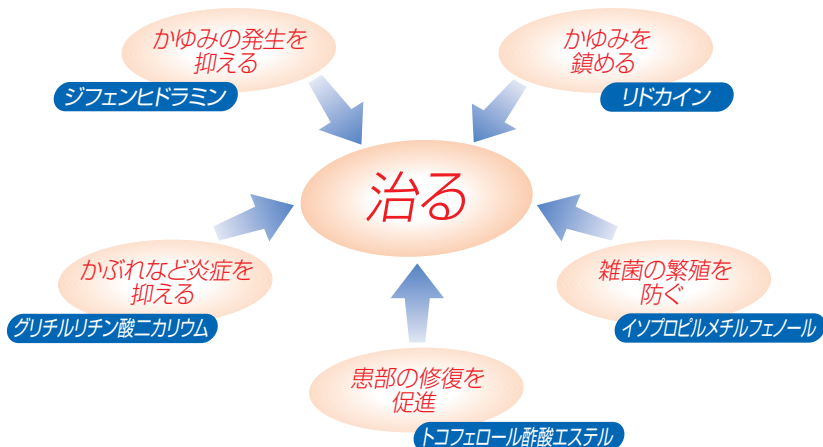 かゆみの発生を
抑える
ジフェンヒドラミン
かゆみを
鎮める
リドカイン
治る
かぶれなど炎症を
抑える
グリチルリチン酸二カリウム
雑菌の繁殖を
防ぐ
イソプロピルメチルフェノール
患部の修復を
促進
トコフェロール酢酸エステル